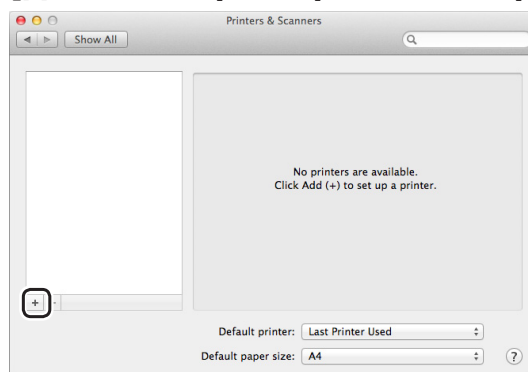 Printers & Scanners
Show All
No printers are available.
Click Add (+) to set up a printer.
+ -
Default printer: Last Printer Used
Default paper size: A4 ?